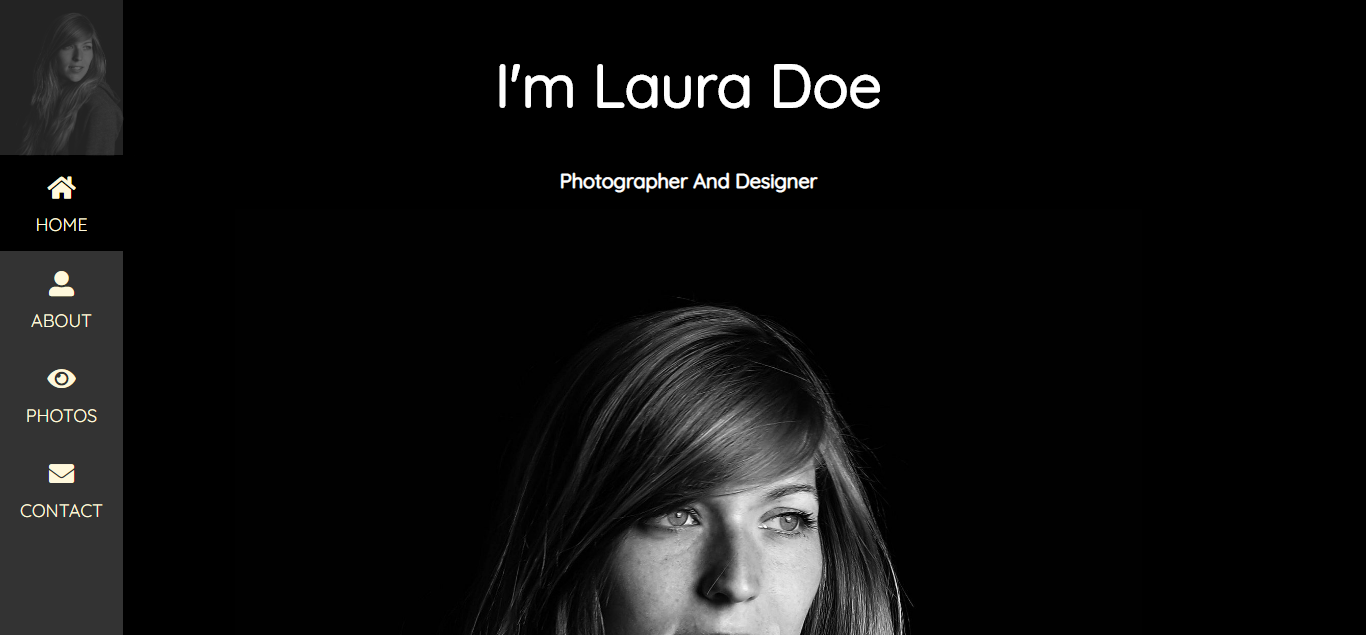 HOME
ABOUT
PHOTOS
CONTACT
I'm Laura Doe
Photographer And Designer